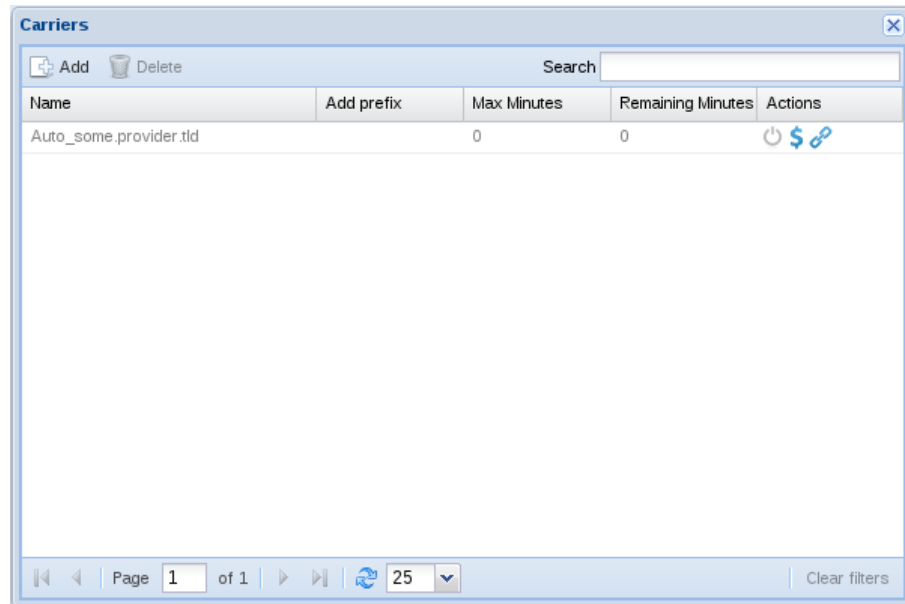 Carriers
Add Delete Search
Name Add prefix Max Minutes Remaining Minutes Actions
Auto_some.provider.tld 0 0 $
Page 1 of 1 25 Clear filters